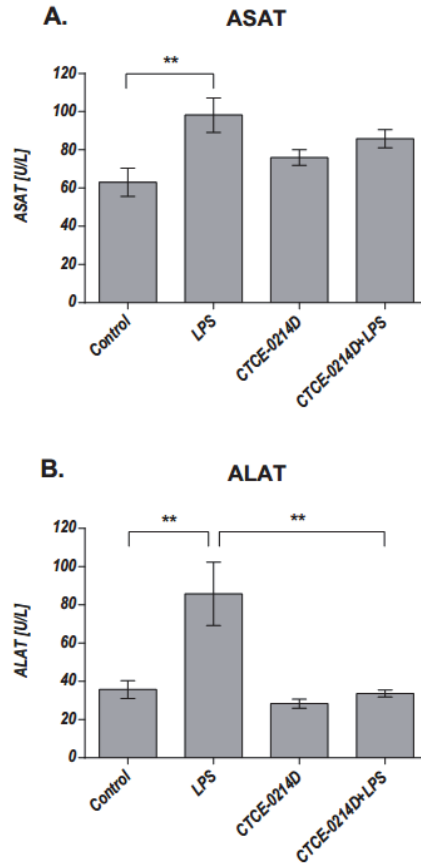 A. ASAT
**
120
100
80
60
40
20
0
ASAT [U/L]
Control
LPS
CTCE-0214D
CTCE-0214D+LPS
B. ALAT
** **
120
100
80
60
40
20
0
ALAT [U/L]
Control
LPS
CTCE-0214D
CTCE-0214D+LPS